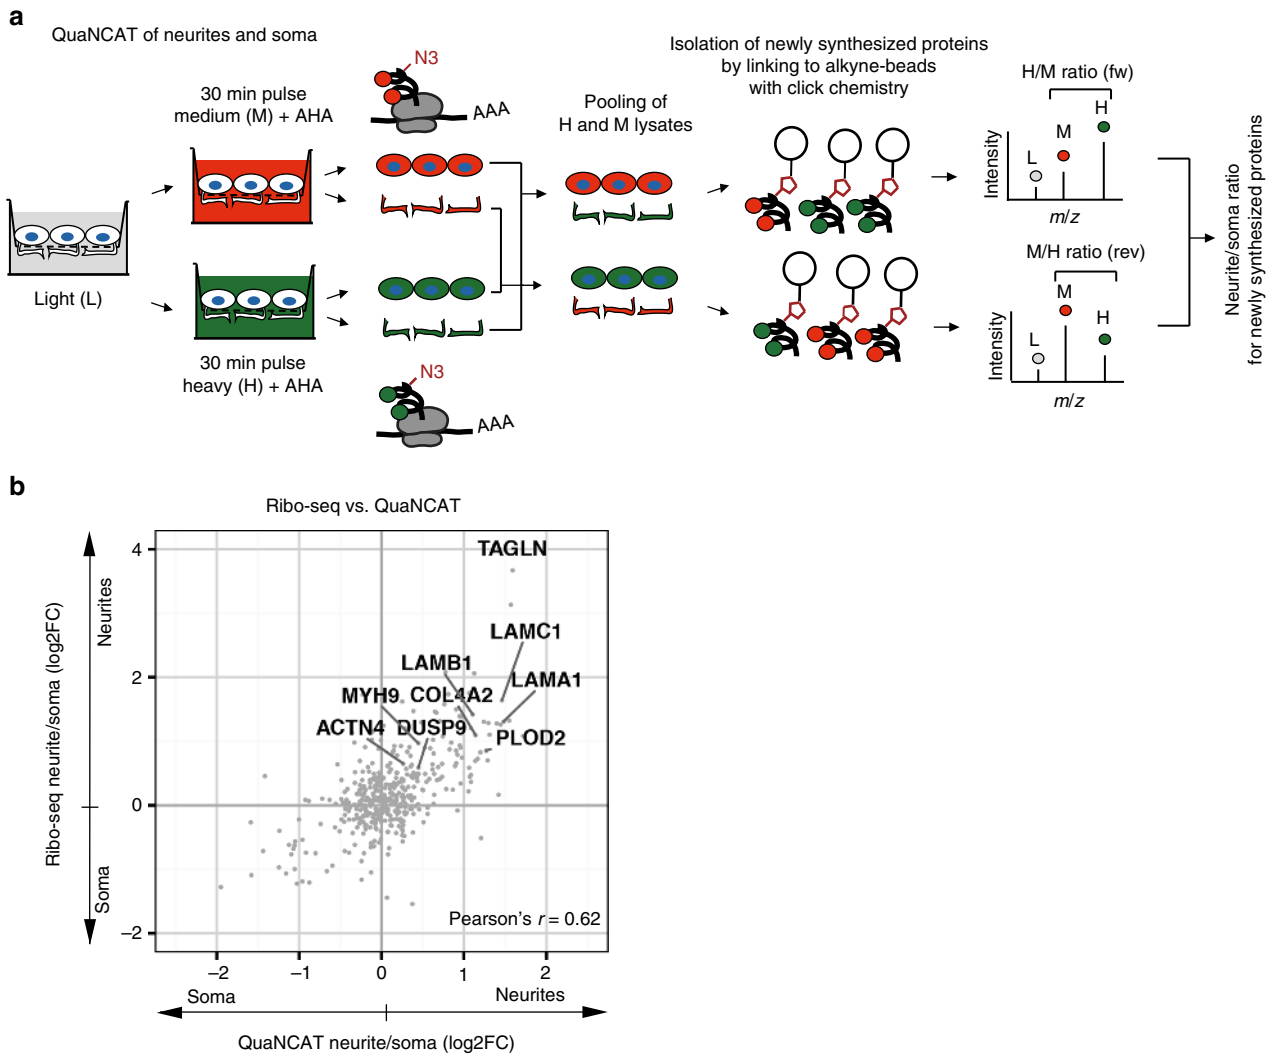 a
QuaNCAT of neurites and soma
30 min pulse
medium (M) + AHA
N3
AAA
Light (L)
30 min pulse
heavy (H) + AHA
N3
AAA
Pooling of
H and M lysates
Isolation of newly synthesized proteins
by linking to alkyne-beads
with click chemistry
H/M ratio (fw)
Intensity
L
M
H
m/z
M/H ratio (rev)
Intensity
L
M
H
m/z
Neurite/soma ratio
for newly synthesized proteins
b
Ribo-seq vs. QuaNCAT
Ribo-seq neurite/soma (log2FC)
Neurites
Soma
4
2
0
−2
TAGLN
LAMC1
LAMB1
LAMA1
MYH9 COL4A2
ACTN4 DUSP9
PLOD2
Pearson's r = 0.62
−2 −1 0 1 2
Soma Neurites
QuaNCAT neurite/soma (log2FC)